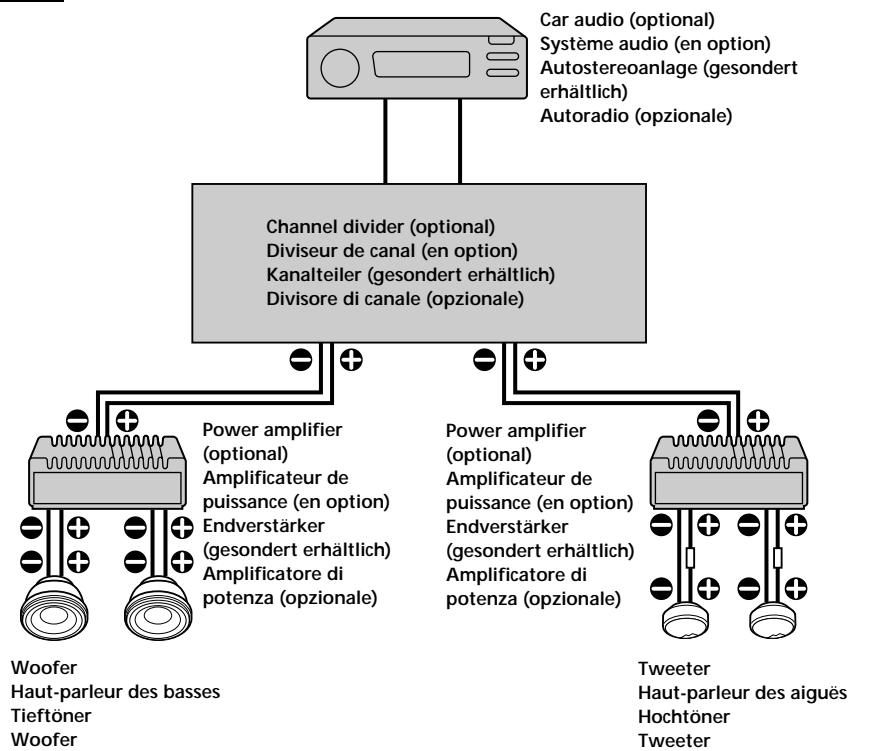 Car audio (optional)
Système audio (en option)
Autostereoanlage (gesondert
erhältlich)
Autoradio (opzionale)
Channel divider (optional)
Diviseur de canal (en option)
Kanalteiler (gesondert erhältlich)
Divisore di canale (opzionale)
Power amplifier
(optional)
Amplificateur de
puissance (en option)
Endverstärker
(gesondert erhältlich)
Amplificatore di
potenza (opzionale)
Power amplifier
(optional)
Amplificateur de
puissance (en option)
Endverstärker
(gesondert erhältlich)
Amplificatore di
potenza (opzionale)
Woofer
Haut-parleur des basses
Tieftöner
Woofer
Tweeter
Haut-parleur des aiguës
Hochtöner
Tweeter